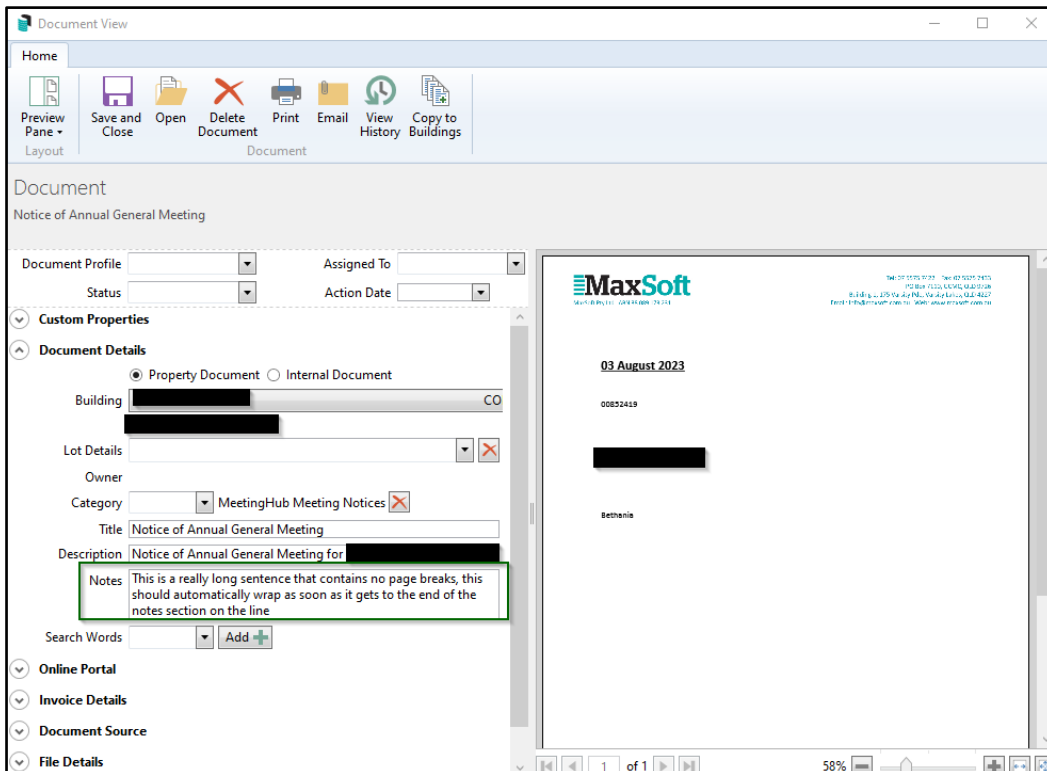 Document View
Home
Preview Pane
Save and Close
Open
Delete Document
Print
Email
View History
Copy to Buildings
Layout
Document
Document
Notice of Annual General Meeting
Document Profile
Assigned To
Status
Action Date
Custom Properties
Document Details
Property Document
Internal Document
Building
CO
Lot Details
Owner
Category
MeetingHub Meeting Notices
Title
Notice of Annual General Meeting
Description
Notice of Annual General Meeting for
Notes
This is a really long sentence that contains no page breaks, this
should automatically wrap as soon as it gets to the end of the
notes section on the line
Search Words
Add
Online Portal
Invoice Details
Document Source
File Details
MaxSoft
03 August 2023
00852419
Bethania
1 of 1
58%